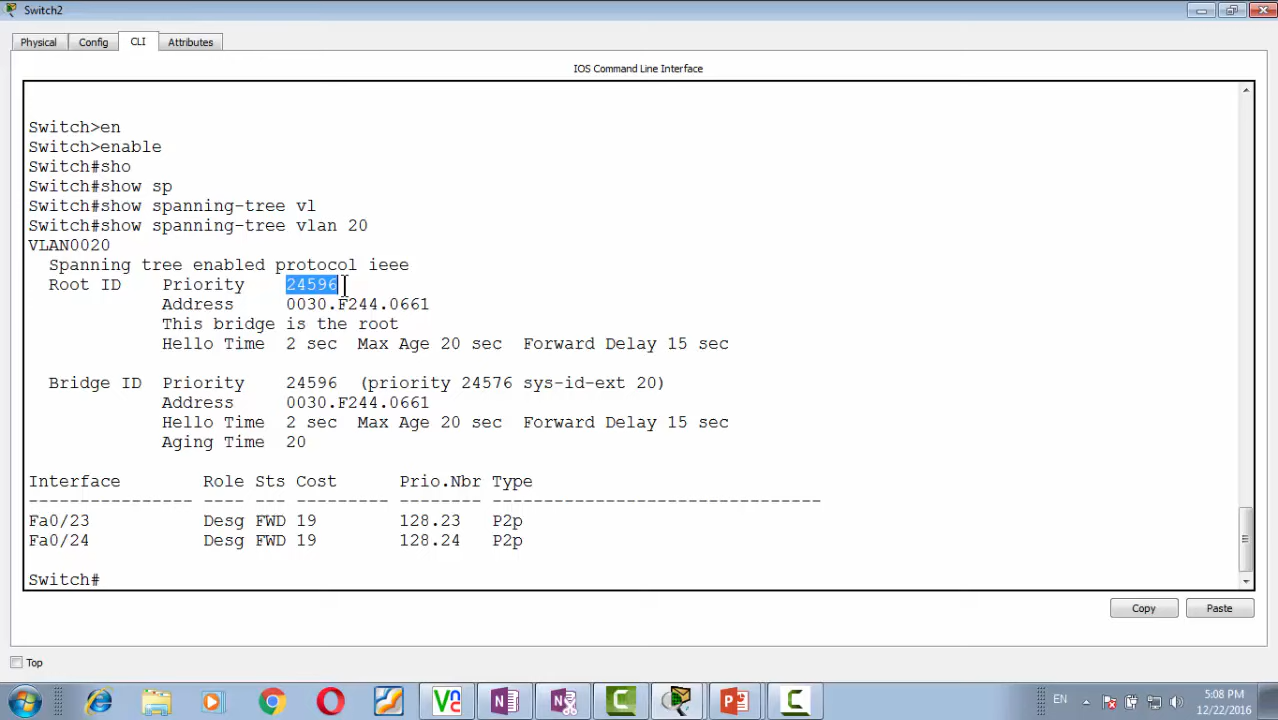 Switch2
Physical Config CLI Attributes
IOS Command Line Interface
Switch>en
Switch>enable
Switch#sho
Switch#show sp
Switch#show spanning-tree vl
Switch#show spanning-tree vlan 20
VLAN0020
  Spanning tree enabled protocol ieee
  Root ID    Priority    24596
             Address     0030.F244.0661
             This bridge is the root
             Hello Time  2 sec  Max Age 20 sec  Forward Delay 15 sec
  Bridge ID  Priority    24596  (priority 24576 sys-id-ext 20)
             Address     0030.F244.0661
             Hello Time  2 sec  Max Age 20 sec  Forward Delay 15 sec
             Aging Time  20
Interface        Role Sts Cost      Prio.Nbr Type
---------------- ---- --- --------- -------- --------------------------------
Fa0/23           Desg FWD 19        128.23   P2p
Fa0/24           Desg FWD 19        128.24   P2p
Switch#
Copy Paste
Top
EN 5:08 PM
12/22/2016